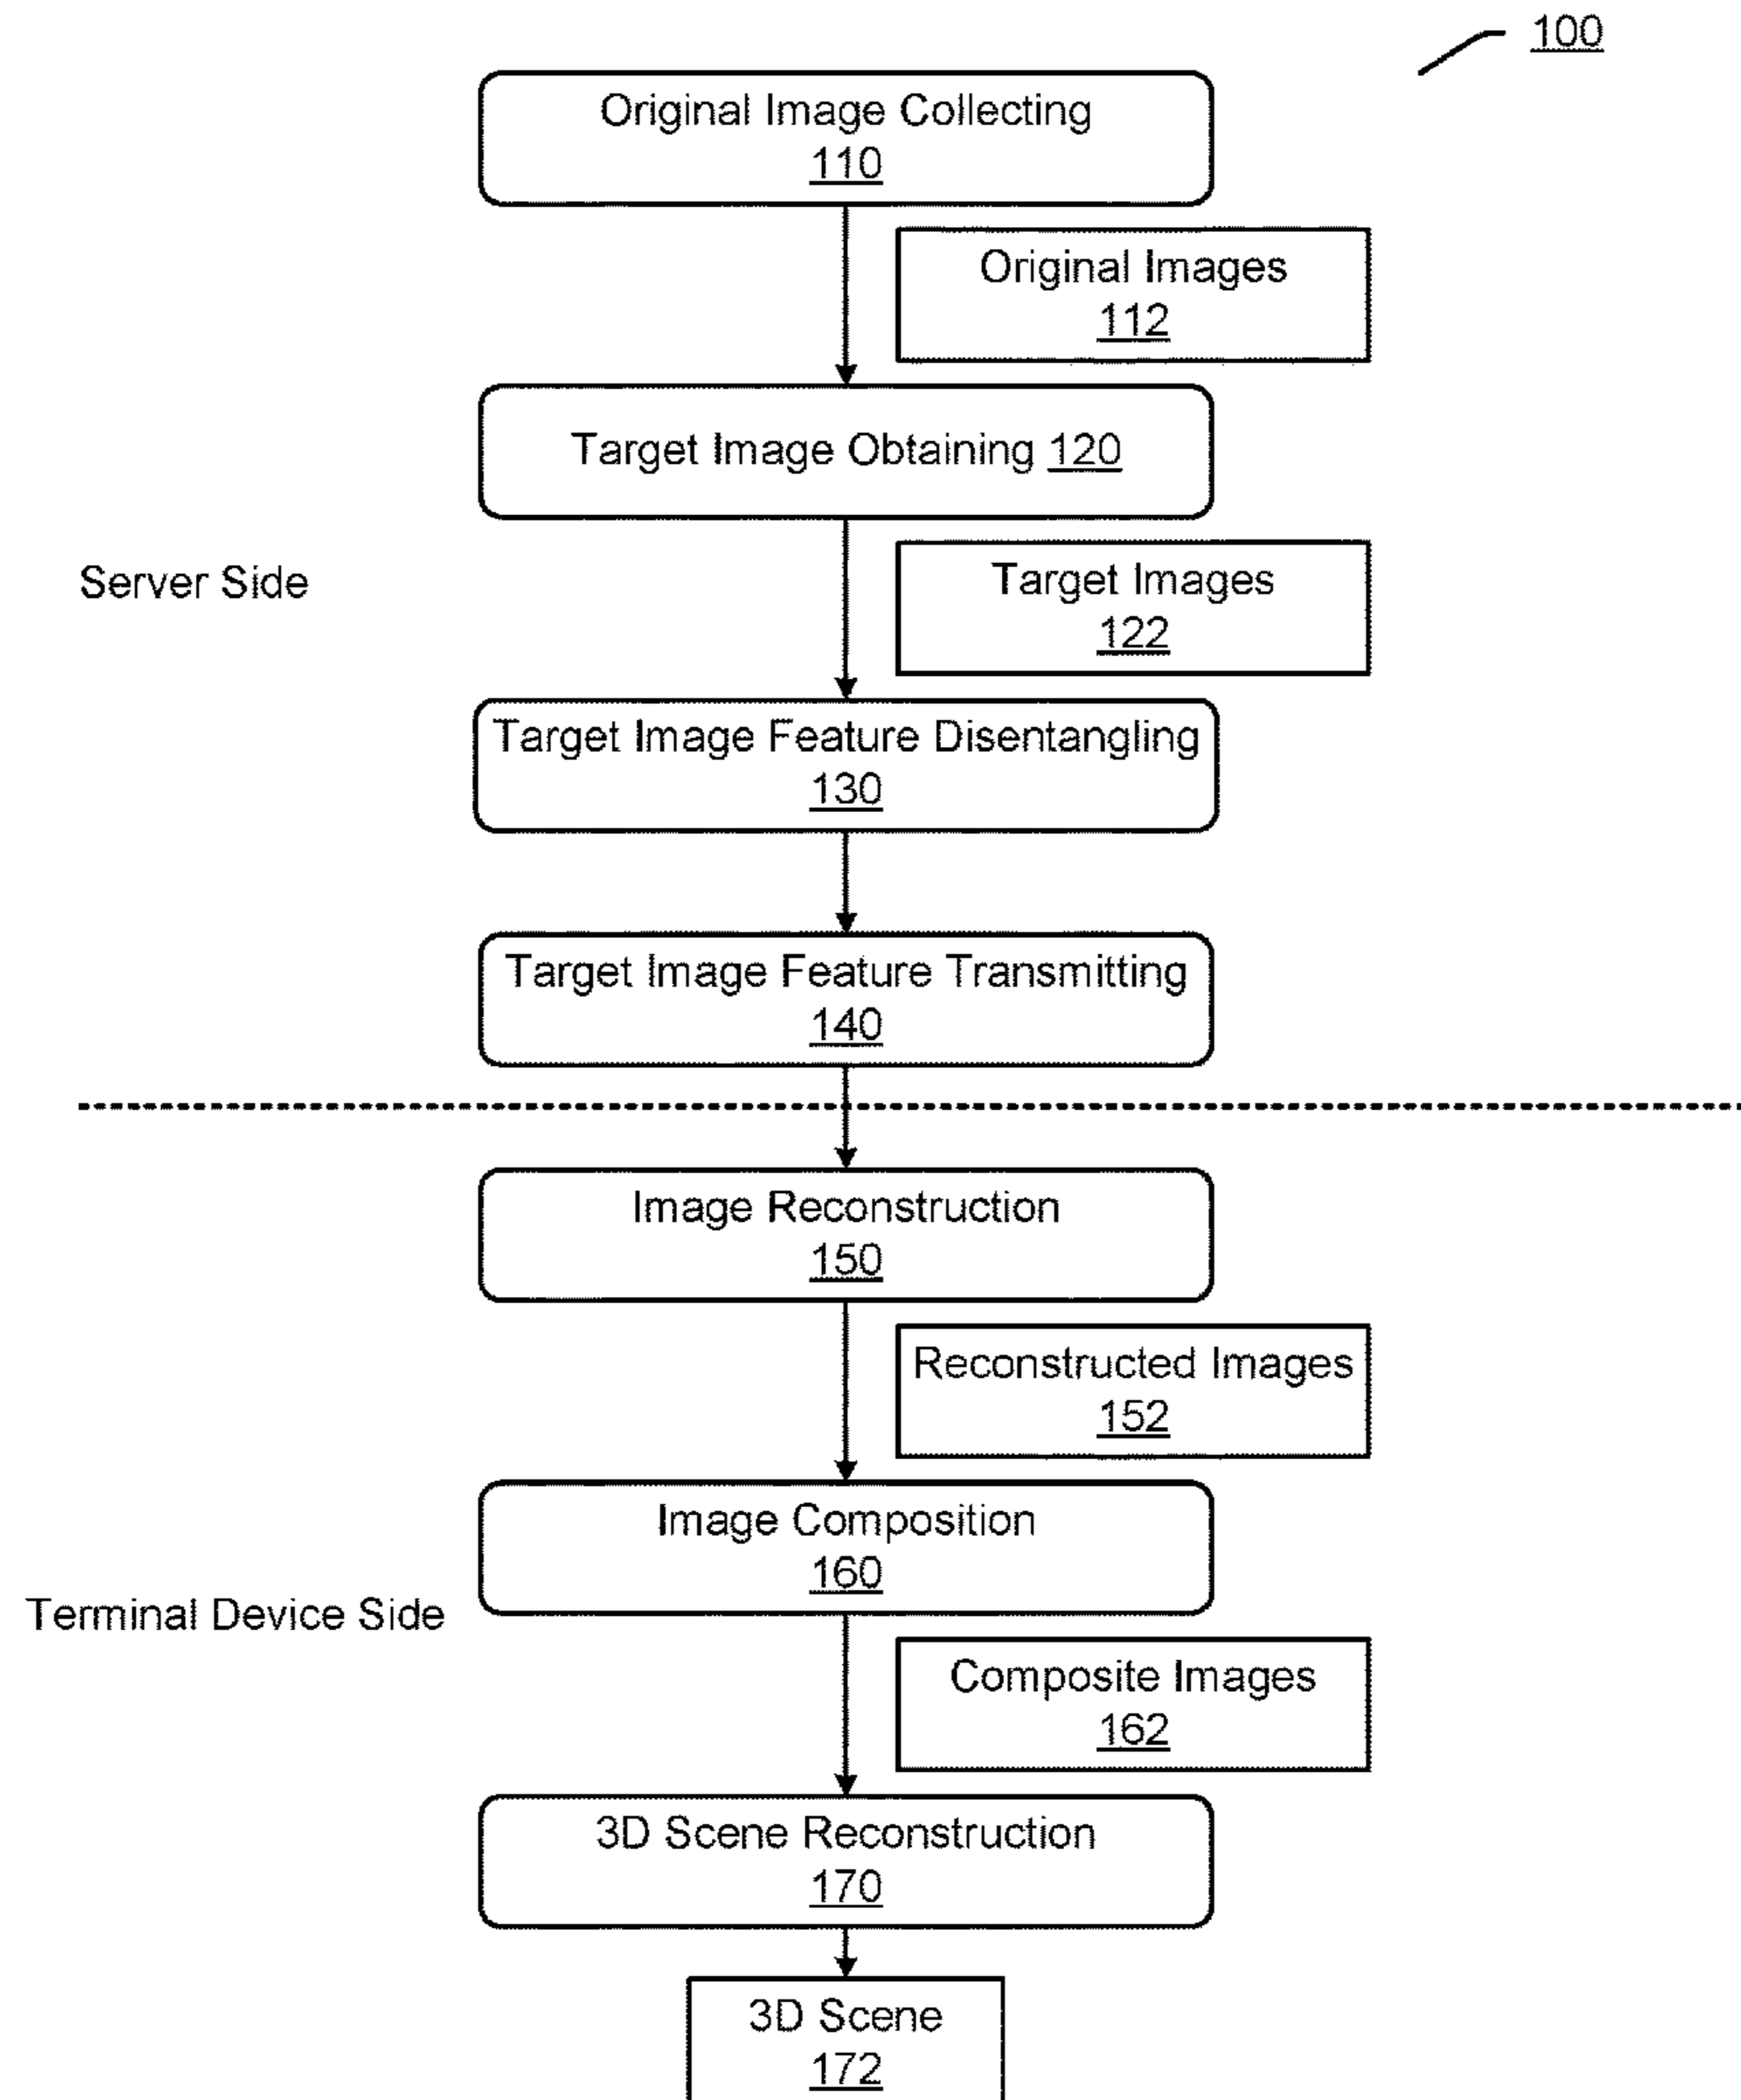 100
Original Image Collecting
110
Original Images
112
Target Image Obtaining 120
Server Side
Target Images
122
Target Image Feature Disentangling
130
Target Image Feature Transmitting
140
Image Reconstruction
150
Reconstructed Images
152
Image Composition
160
Terminal Device Side
Composite Images
162
3D Scene Reconstruction
170
3D Scene
172